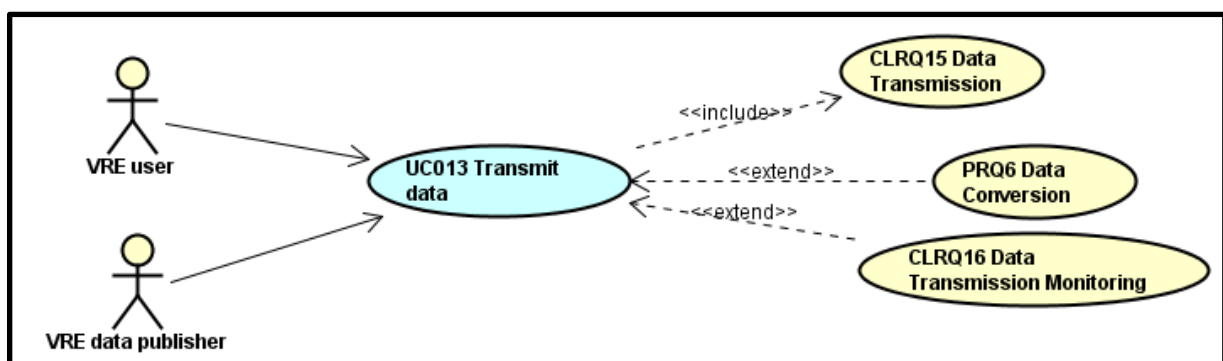 CLRQ15 Data
Transmission
<<include>>
VRE user
UC013 Transmit
data
<<extend>>
PRQ6 Data
Conversion
<<extend>>
CLRQ16 Data
Transmission Monitoring
VRE data publisher